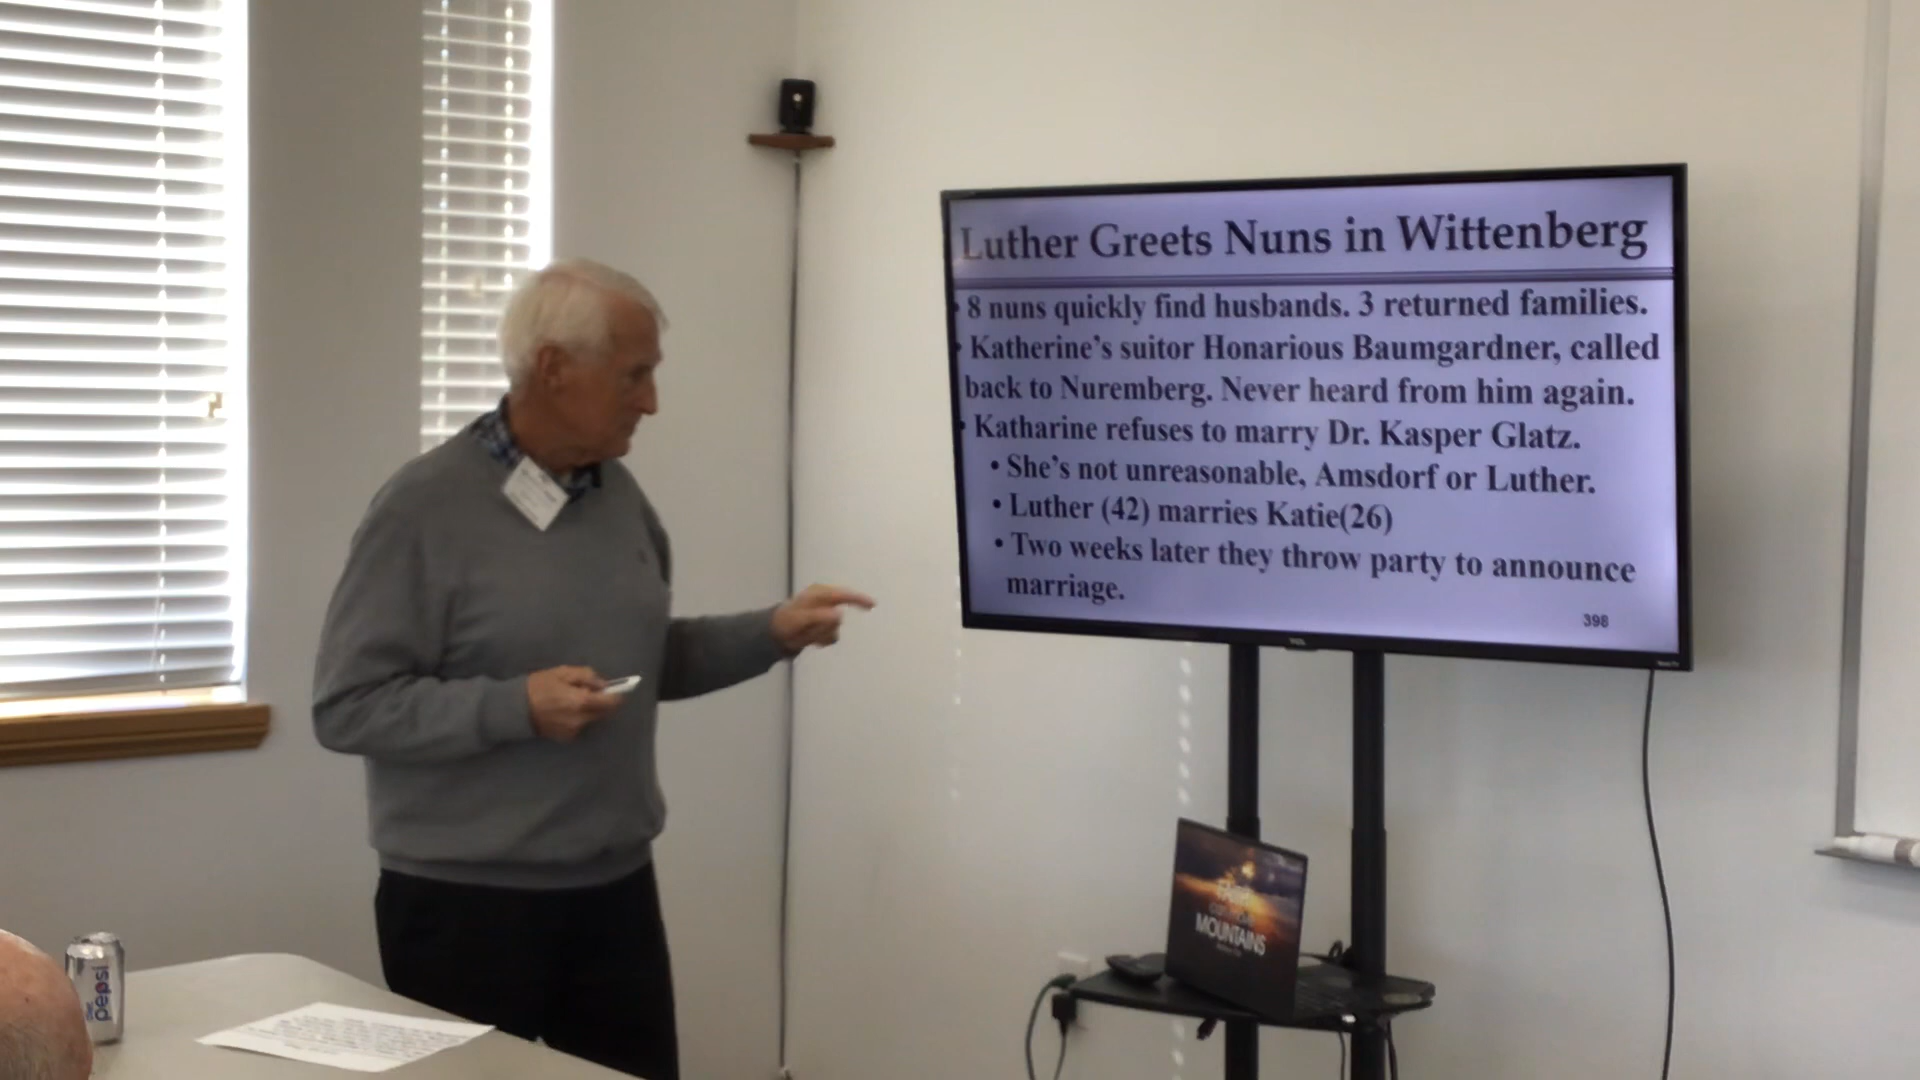 Luther Greets Nuns in Wittenberg
• 8 nuns quickly find husbands. 3 returned families.
• Katherine's suitor Honarious Baumgardner, called
back to Nuremberg. Never heard from him again.
• Katharine refuses to marry Dr. Kasper Glatz.
• She's not unreasonable, Amsdorf or Luther.
• Luther (42) marries Katie(26)
• Two weeks later they throw party to announce
marriage.
398
TCL
MOUNTAINS
diet
pepsi